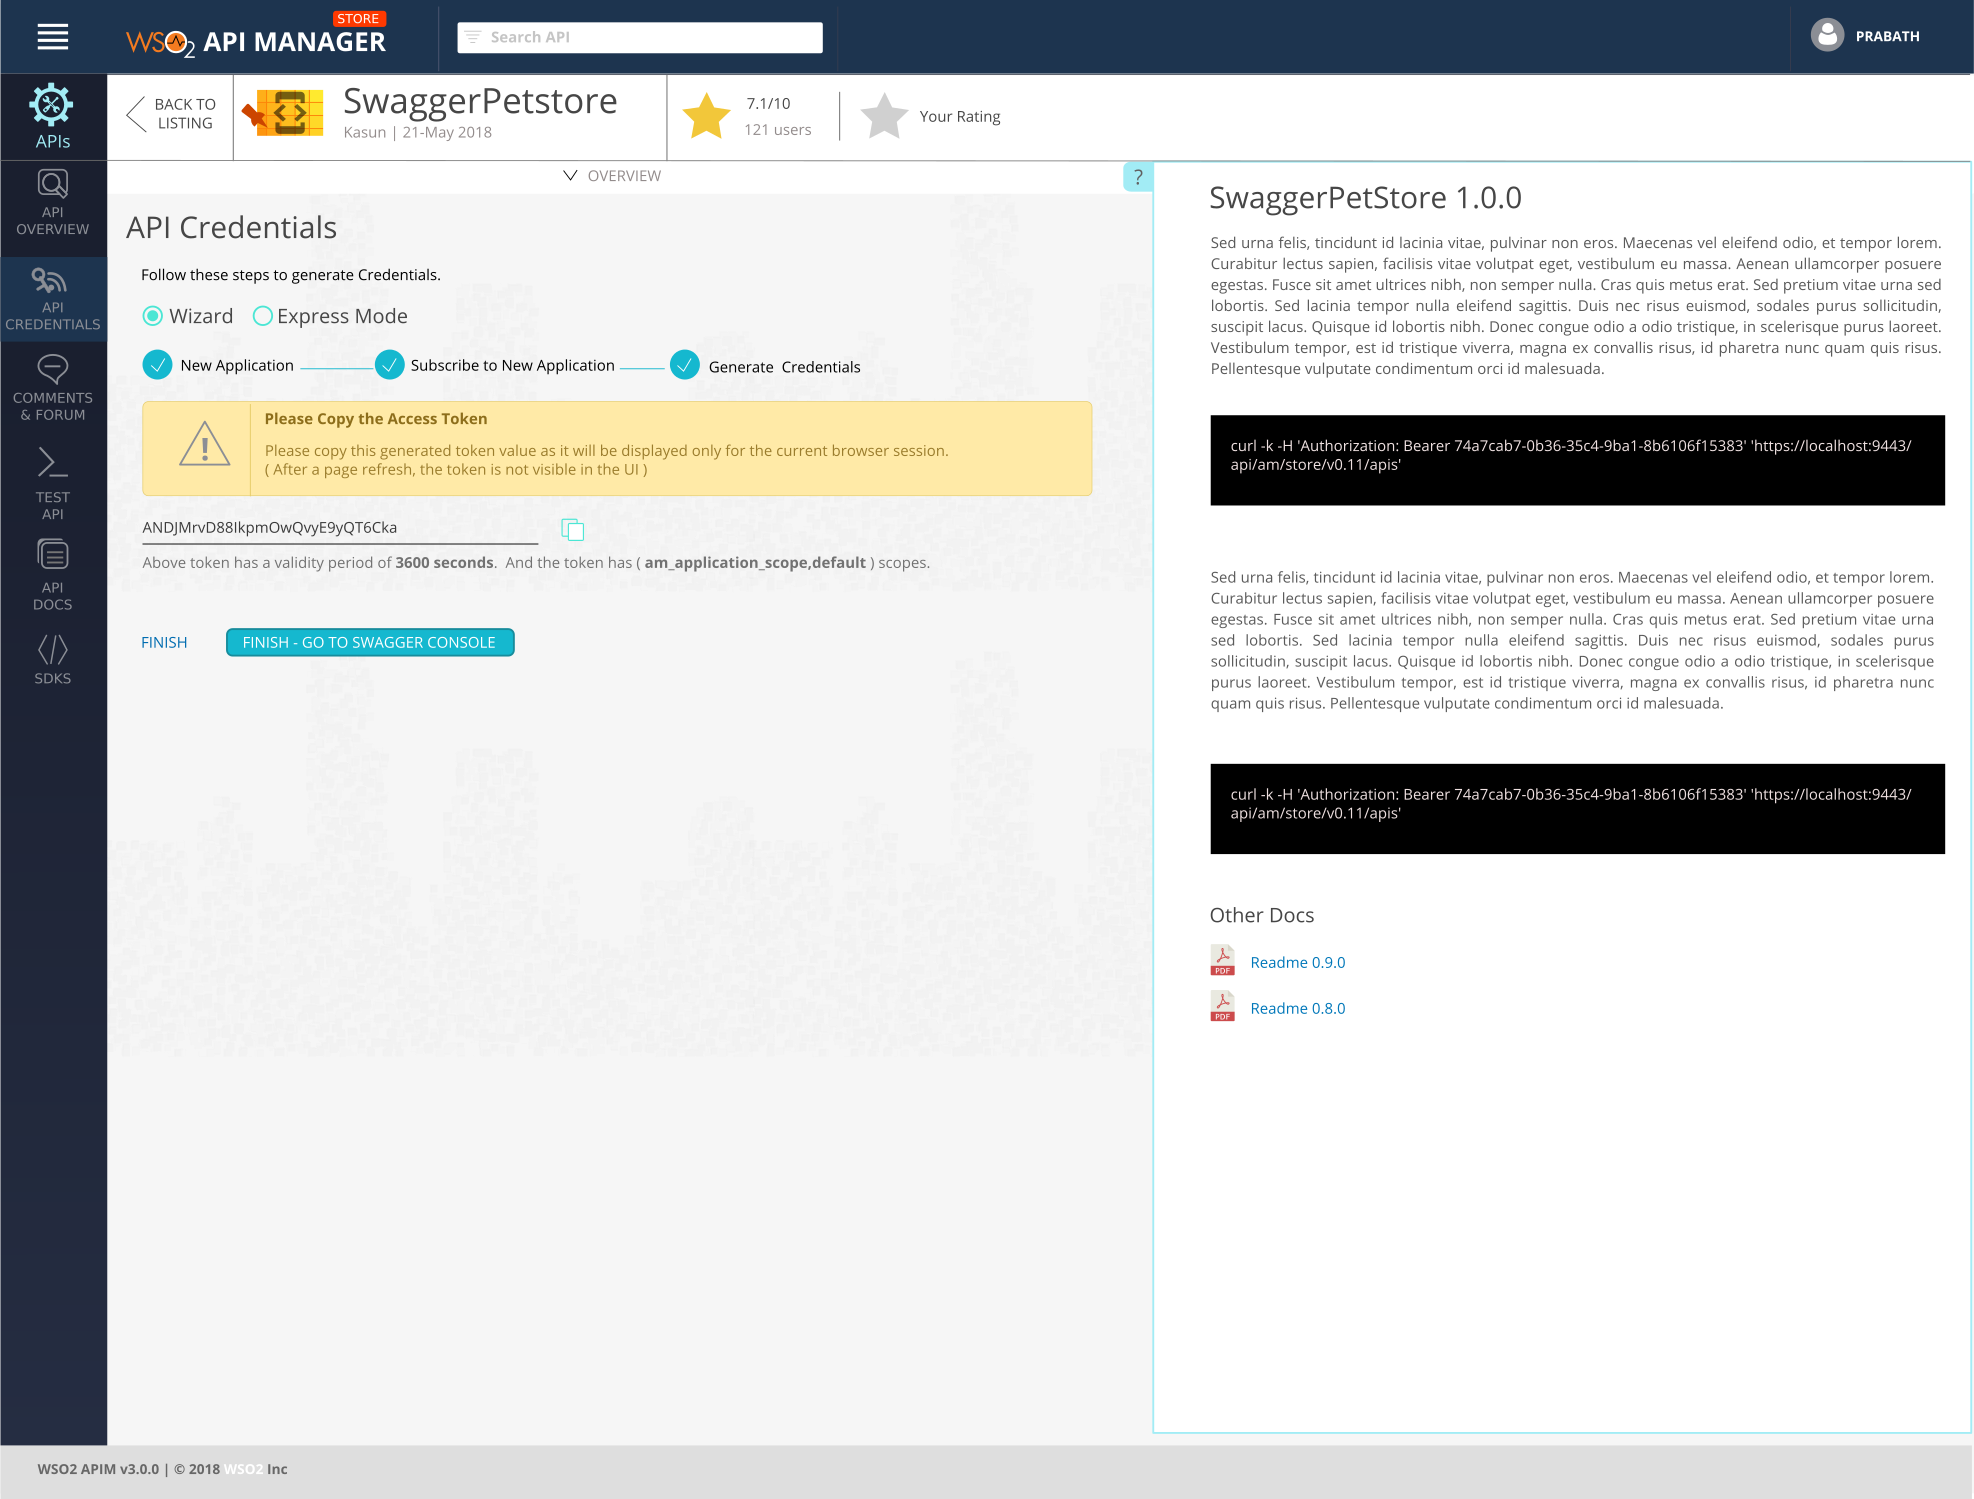 STORE
WSO2 API MANAGER
Search API
PRABATH
APIs
API
OVERVIEW
API
CREDENTIALS
COMMENTS
& FORUM
TEST
API
API
DOCS
SDKS
BACK TO
LISTING
SwaggerPetstore
Kasun | 21-May 2018
7.1/10
121 users
Your Rating
OVERVIEW
?
API Credentials
Follow these steps to generate Credentials.
Wizard Express Mode
New Application Subscribe to New Application Generate Credentials
Please Copy the Access Token
Please copy this generated token value as it will be displayed only for the current browser session.
( After a page refresh, the token is not visible in the UI )
ANDJMrvD88IkpmOwQvyE9yQT6Cka
Above token has a validity period of 3600 seconds. And the token has ( am_application_scope,default ) scopes.
FINISH FINISH - GO TO SWAGGER CONSOLE
SwaggerPetStore 1.0.0
Sed urna felis, tincidunt id lacinia vitae, pulvinar non eros. Maecenas vel eleifend odio, et tempor lorem.
Curabitur lectus sapien, facilisis vitae volutpat eget, vestibulum eu massa. Aenean ullamcorper posuere
egestas. Fusce sit amet ultrices nibh, non semper nulla. Cras quis metus erat. Sed pretium vitae urna sed
lobortis. Sed lacinia tempor nulla eleifend sagittis. Duis nec risus euismod, sodales purus sollicitudin,
suscipit lacus. Quisque id lobortis nibh. Donec congue odio a odio tristique, in scelerisque purus laoreet.
Vestibulum tempor, est id tristique viverra, magna ex convallis risus, id pharetra nunc quam quis risus.
Pellentesque vulputate condimentum orci id malesuada.
curl -k -H 'Authorization: Bearer 74a7cab7-0b36-35c4-9ba1-8b6106f15383' 'https://localhost:9443/
api/am/store/v0.11/apis'
Sed urna felis, tincidunt id lacinia vitae, pulvinar non eros. Maecenas vel eleifend odio, et tempor lorem.
Curabitur lectus sapien, facilisis vitae volutpat eget, vestibulum eu massa. Aenean ullamcorper posuere
egestas. Fusce sit amet ultrices nibh, non semper nulla. Cras quis metus erat. Sed pretium vitae urna
sed lobortis. Sed lacinia tempor nulla eleifend sagittis. Duis nec risus euismod, sodales purus
sollicitudin, suscipit lacus. Quisque id lobortis nibh. Donec congue odio a odio tristique, in scelerisque
purus laoreet. Vestibulum tempor, est id tristique viverra, magna ex convallis risus, id pharetra nunc
quam quis risus. Pellentesque vulputate condimentum orci id malesuada.
curl -k -H 'Authorization: Bearer 74a7cab7-0b36-35c4-9ba1-8b6106f15383' 'https://localhost:9443/
api/am/store/v0.11/apis'
Other Docs
PDF Readme 0.9.0
PDF Readme 0.8.0
WSO2 APIM v3.0.0 | © 2018 WSO2 Inc